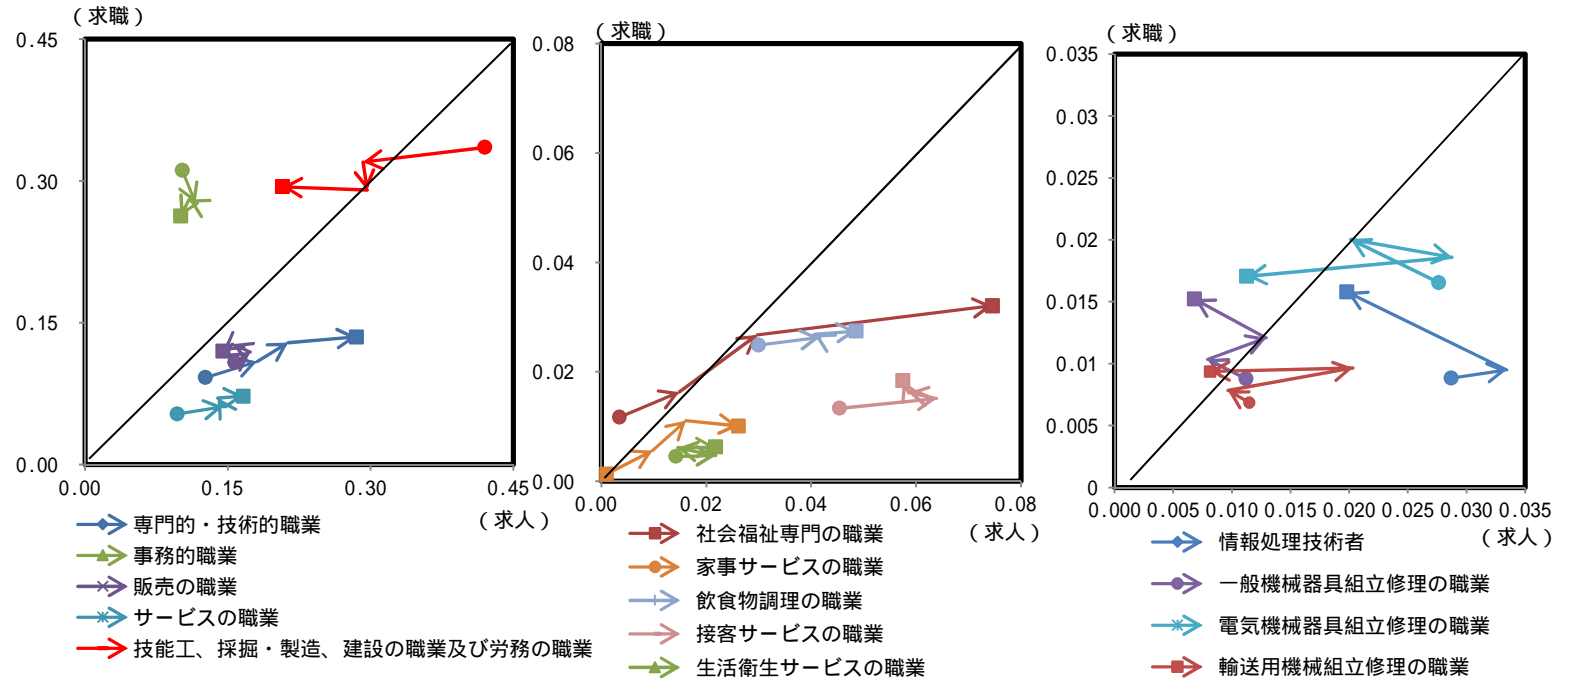 （求職）
0.45
0.30
0.15
0.00
0.00
0.15
0.30
0.45
（求人）
専門的・技術的職業
事務的職業
販売の職業
サービスの職業
技能工、採掘・製造、建設の職業及び労務の職業
（求職）
0.08
0.06
0.04
0.02
0.00
0.00
0.02
0.04
0.06
0.08
（求人）
社会福祉専門の職業
家事サービスの職業
飲食物調理の職業
接客サービスの職業
生活衛生サービスの職業
（求職）
0.035
0.03
0.025
0.02
0.015
0.01
0.005
0
0.000
0.005
0.010
0.015
0.020
0.025
0.030
0.035
（求人）
情報処理技術者
一般機械器具組立修理の職業
電気機械器具組立修理の職業
輸送用機械組立修理の職業